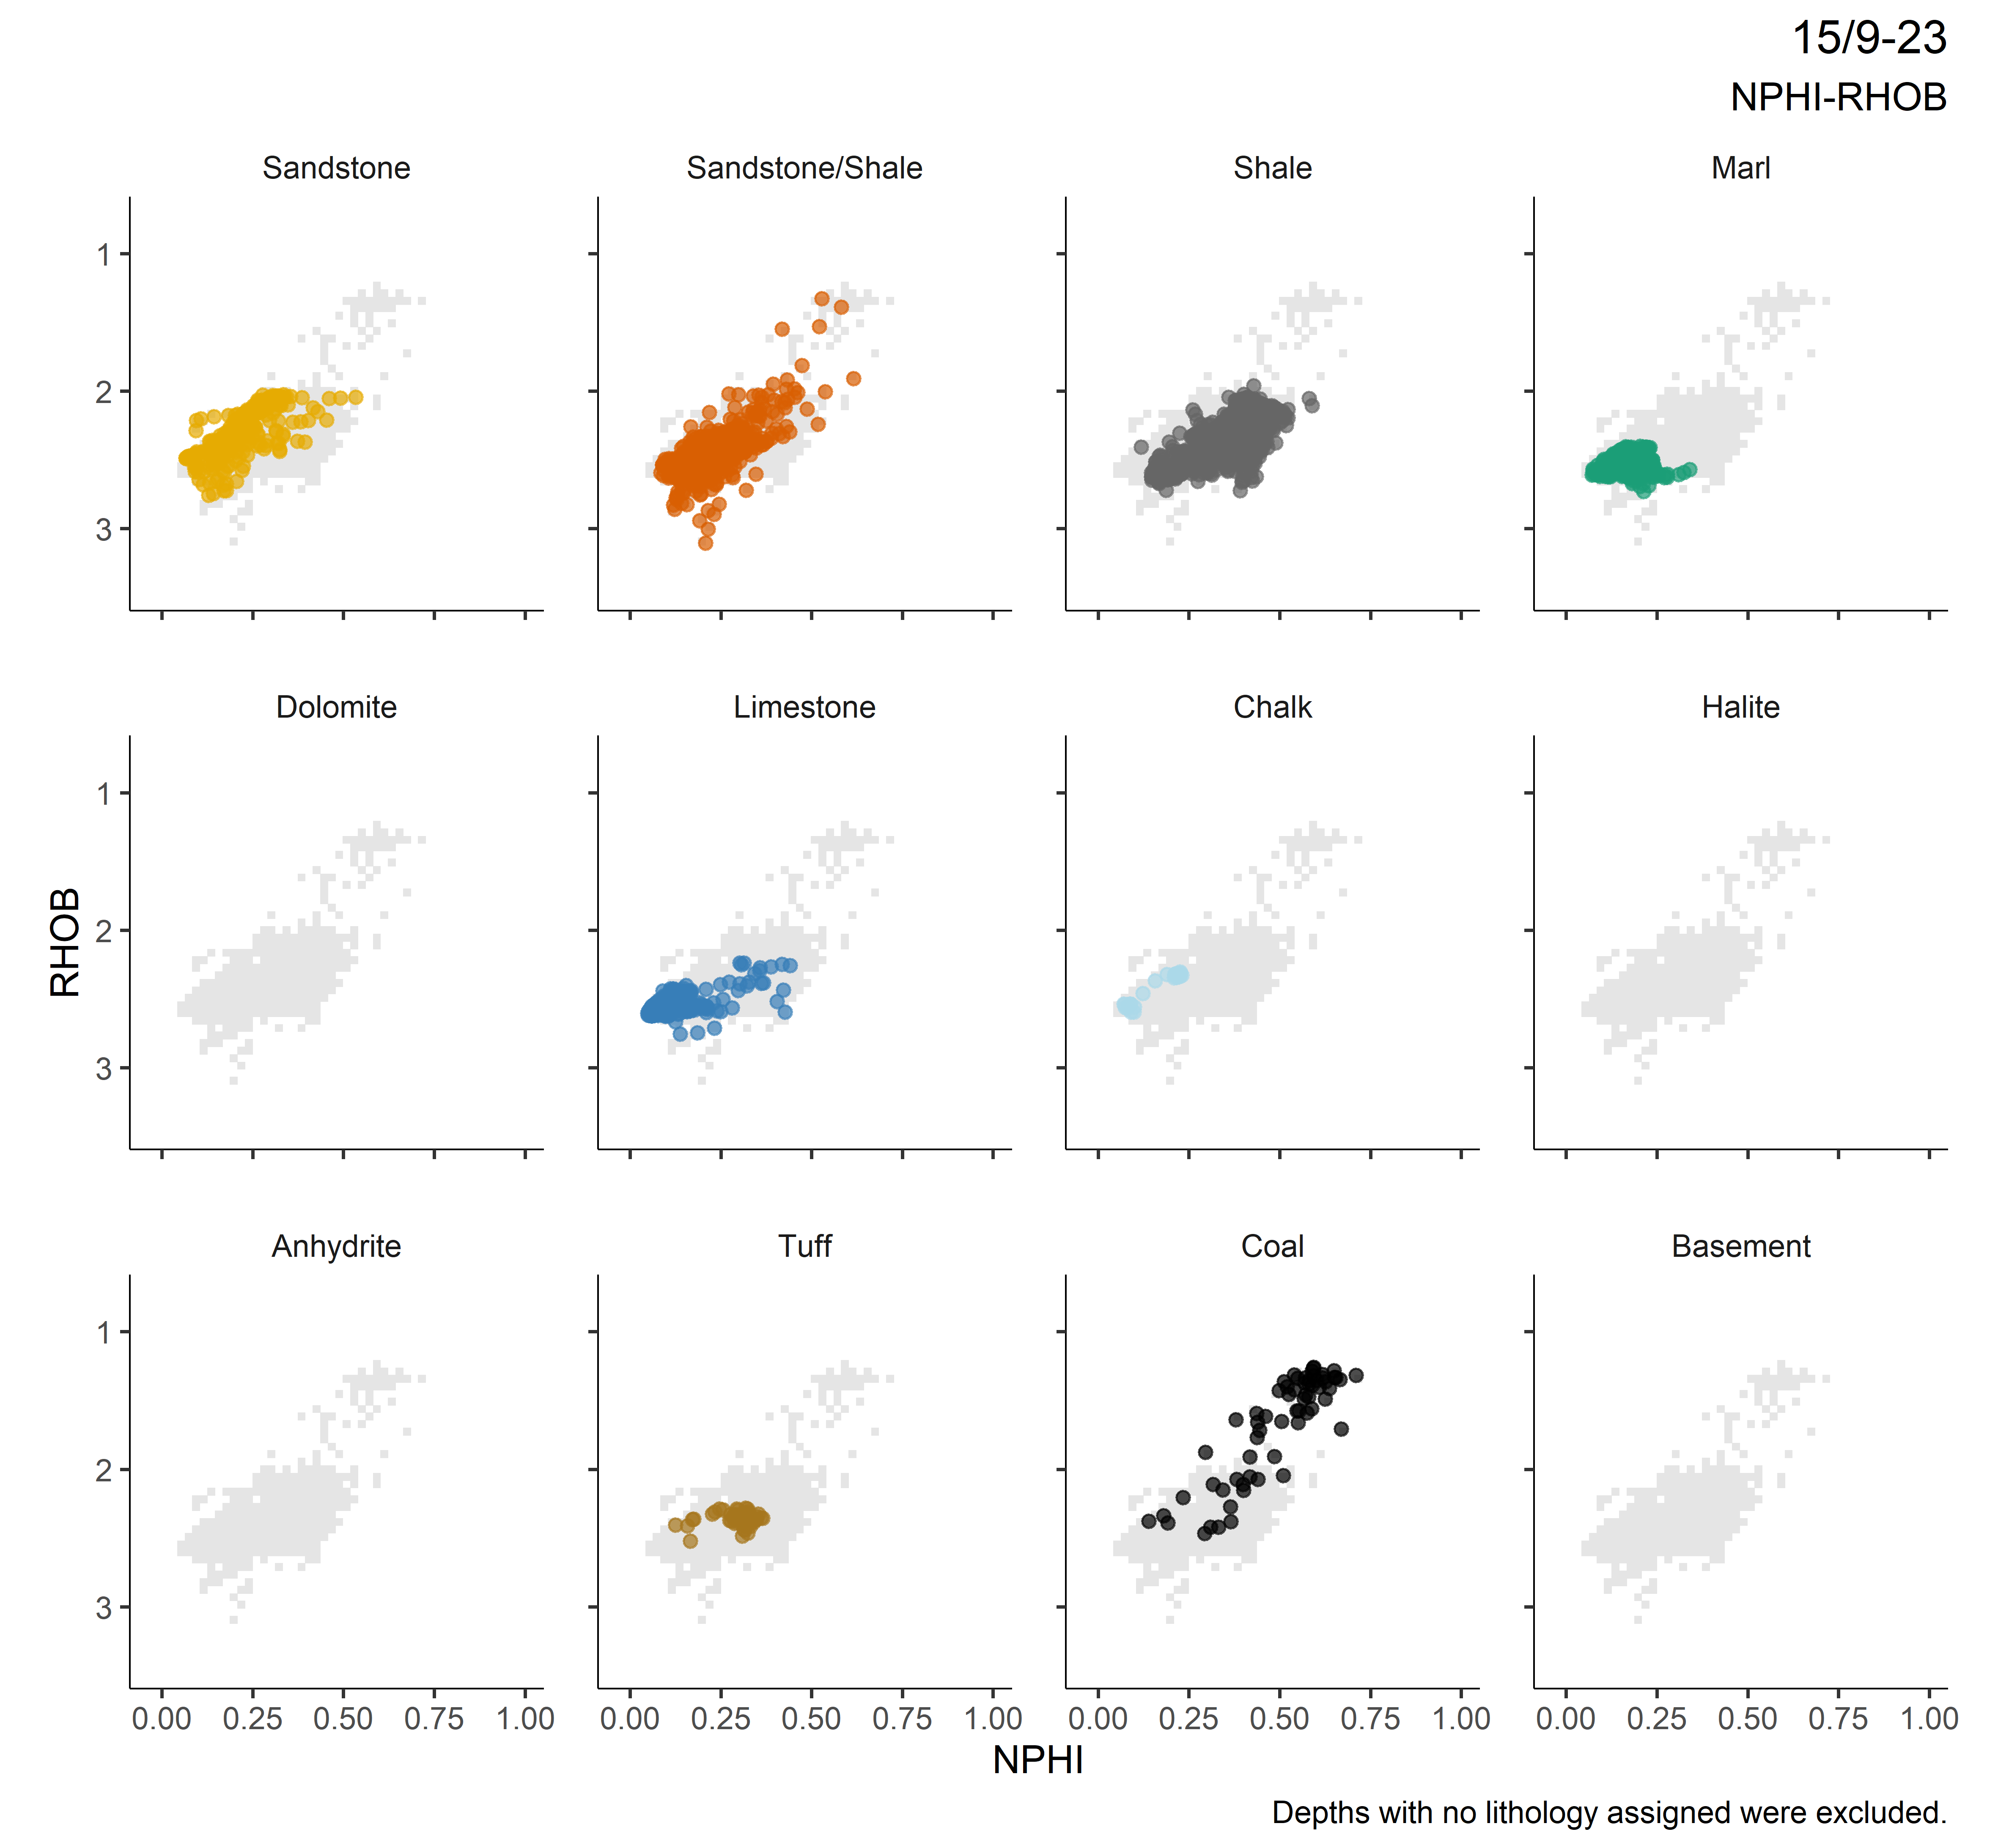 15/9-23
NPHI-RHOB
Sandstone Sandstone/Shale Shale Marl
1
2
3
Dolomite Limestone Chalk Halite
1
2
3
RHOB
Anhydrite Tuff Coal Basement
1
2
3
0.00 0.25 0.50 0.75 1.00 0.00 0.25 0.50 0.75 1.00 0.00 0.25 0.50 0.75 1.00 0.00 0.25 0.50 0.75 1.00
NPHI
Depths with no lithology assigned were excluded.